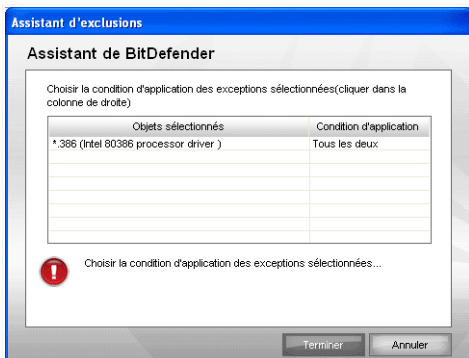 Assistant d'exclusions
Assistant de BitDefender
Choisir la condition d'application des exceptions sélectionnées(cliquer dans la
colonne de droite)
Objets sélectionnés Condition d'application
*.386 (Intel 80386 processor driver ) Tous les deux
Choisir la condition d'application des exceptions sélectionnées...
Terminer Annuler